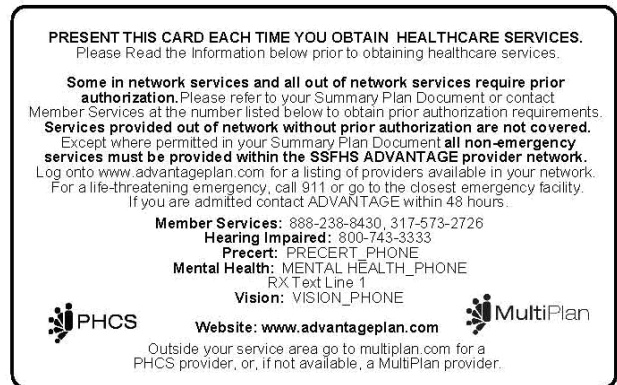 PRESENT THIS CARD EACH TIME YOU OBTAIN HEALTHCARE SERVICES.
Please Read the Information below prior to obtaining healthcare services.
Some in network services and all out of network services require prior
authorization. Please refer to your Summary Plan Document or contact
Member Services at the number listed below to obtain prior authorization requirements.
Services provided out of network without prior authorization are not covered.
Except where permitted in your Summary Plan Document all non-emergency
services must be provided within the SSFHS ADVANTAGE provider network.
Log onto www.advantageplan.com for a listing of providers available in your network.
For a life-threatening emergency, call 911 or go to the closest emergency facility.
If you are admitted contact ADVANTAGE within 48 hours.
Member Services: 888-238-8430, 317-573-2726
Hearing Impaired: 800-743-3333
Precert: PRECERT_PHONE
Mental Health: MENTAL HEALTH_PHONE
RX Text Line 1
Vision: VISION_PHONE
PHCS
Website: www.advantageplan.com
MultiPlan
Outside your service area go to multiplan.com for a
PHCS provider, or, if not available, a MultiPlan provider.